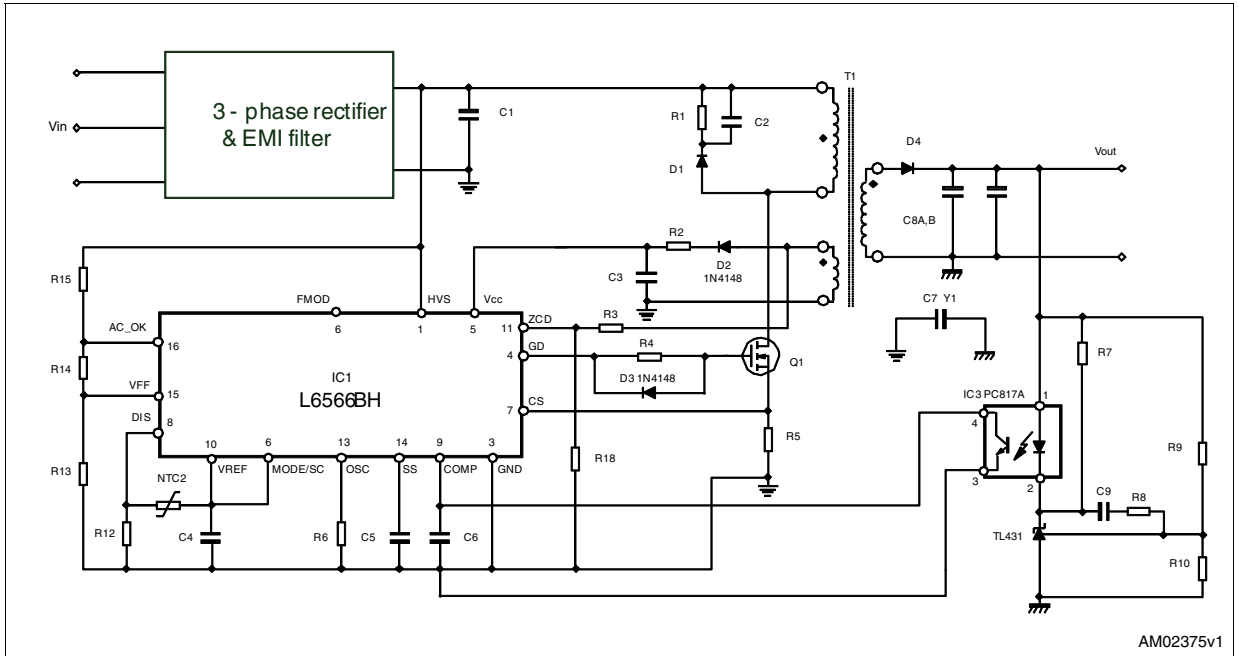 T1
3 - phase rectifier
& EMI filter
C1
R1
C2
Vin
D4
Vout
D1
C8A,B
R2
D2
1N4148
C3
R15
FMOD
HVS
Vcc
ZCD
6
1
5
11
R3
C7 Y1
AC_OK
16
GD
4
R4
Q1
R7
R14
IC1
D3 1N4148
L6566BH
VFF
15
IC3 PC817A
1
DIS
8
CS
7
4
R5
R9
10
6
13
14
9
3
R13
VREF
MODE/SC
OSC
SS
COMP
GND
R18
3
2
NTC2
C9
R8
R12
C4
R6
C5
C6
TL431
R10
AM02375v1